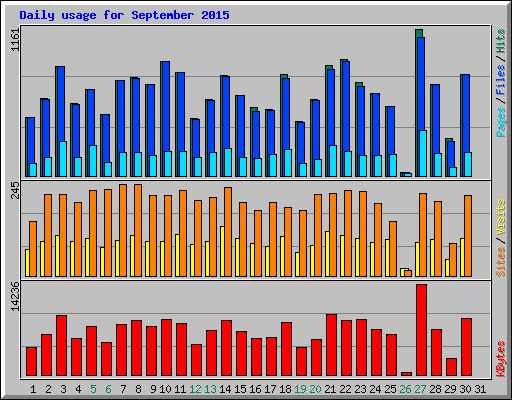 Daily usage for September 2015
1161
Pages / Files / Hits
245
Sites / Visits
14236
KBytes
1 2 3 4 5 6 7 8 9 10 11 12 13 14 15 16 17 18 19 20 21 22 23 24 25 26 27 28 29 30 31